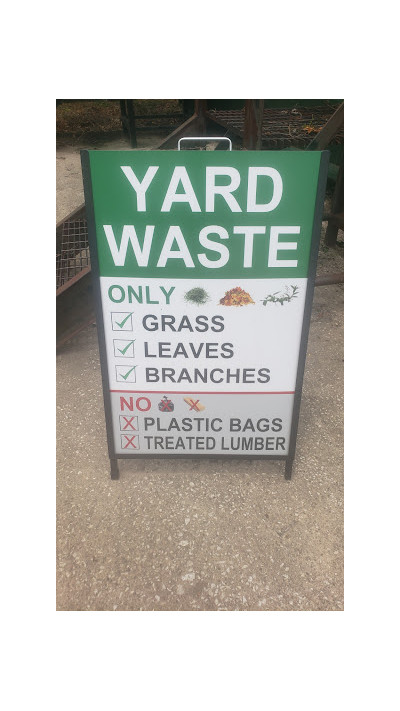 YARD
WASTE
ONLY
GRASS
LEAVES
BRANCHES
NO
PLASTIC BAGS
TREATED LUMBER